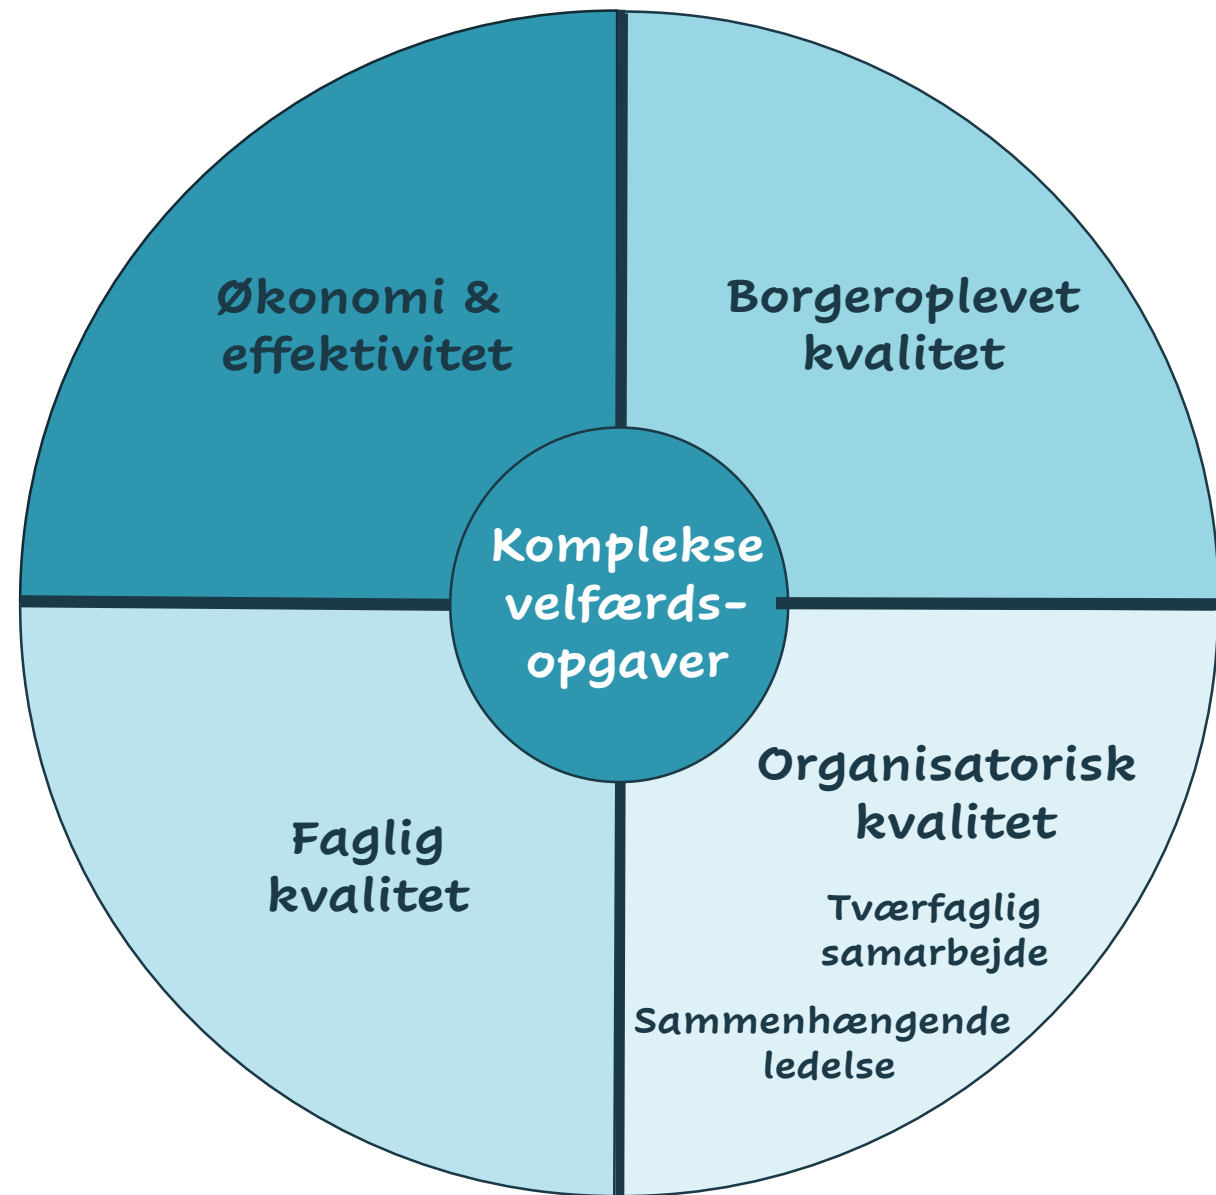 Økonomi &
effektivitet
Borgeroplevet
kvalitet
Komplekse
velfærds-
opgaver
Faglig
kvalitet
Organisatorisk
kvalitet
Tværfaglig
samarbejde
Sammenhængende
ledelse